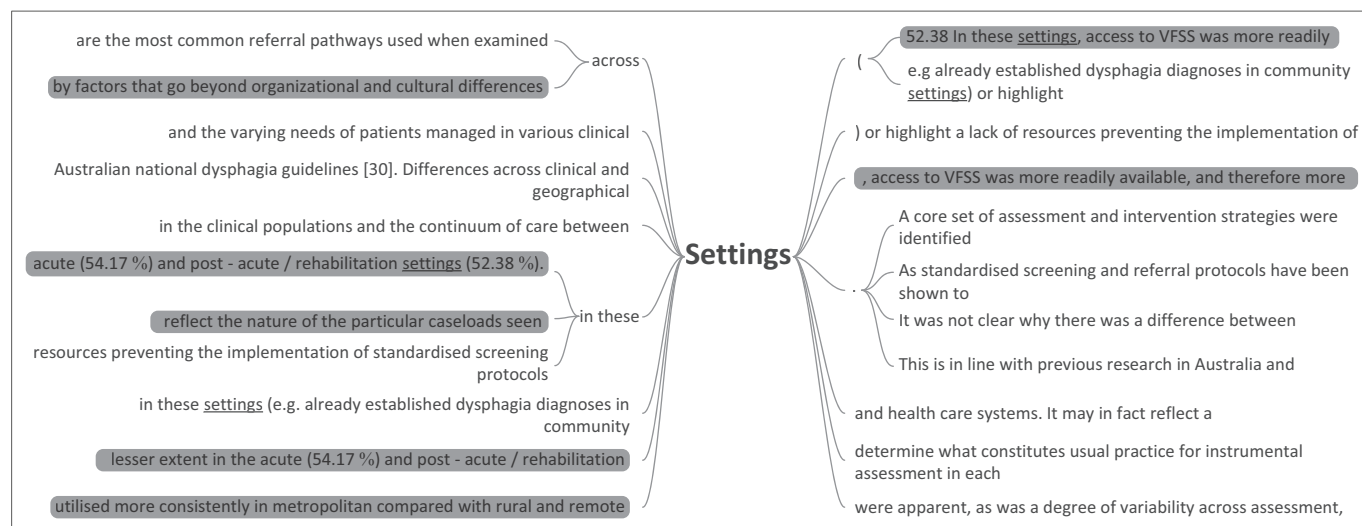 are the most common referral pathways used when examined
by factors that go beyond organizational and cultural differences
across
and the varying needs of patients managed in various clinical
Australian national dysphagia guidelines [30]. Differences across clinical and
geographical
in the clinical populations and the continuum of care between
acute (54.17 %) and post - acute / rehabilitation settings (52.38 %).
reflect the nature of the particular caseloads seen
in these
resources preventing the implementation of standardised screening
protocols
in these settings (e.g. already established dysphagia diagnoses in
community
lesser extent in the acute (54.17 %) and post - acute / rehabilitation
utilised more consistently in metropolitan compared with rural and remote
Settings
52.38 In these settings, access to VFSS was more readily
(
e.g already established dysphagia diagnoses in community
settings) or highlight
) or highlight a lack of resources preventing the implementation of
, access to VFSS was more readily available, and therefore more
A core set of assessment and intervention strategies were
identified
As standardised screening and referral protocols have been
shown to
.
It was not clear why there was a difference between
This is in line with previous research in Australia and
and health care systems. It may in fact reflect a
determine what constitutes usual practice for instrumental
assessment in each
were apparent, as was a degree of variability across assessment,